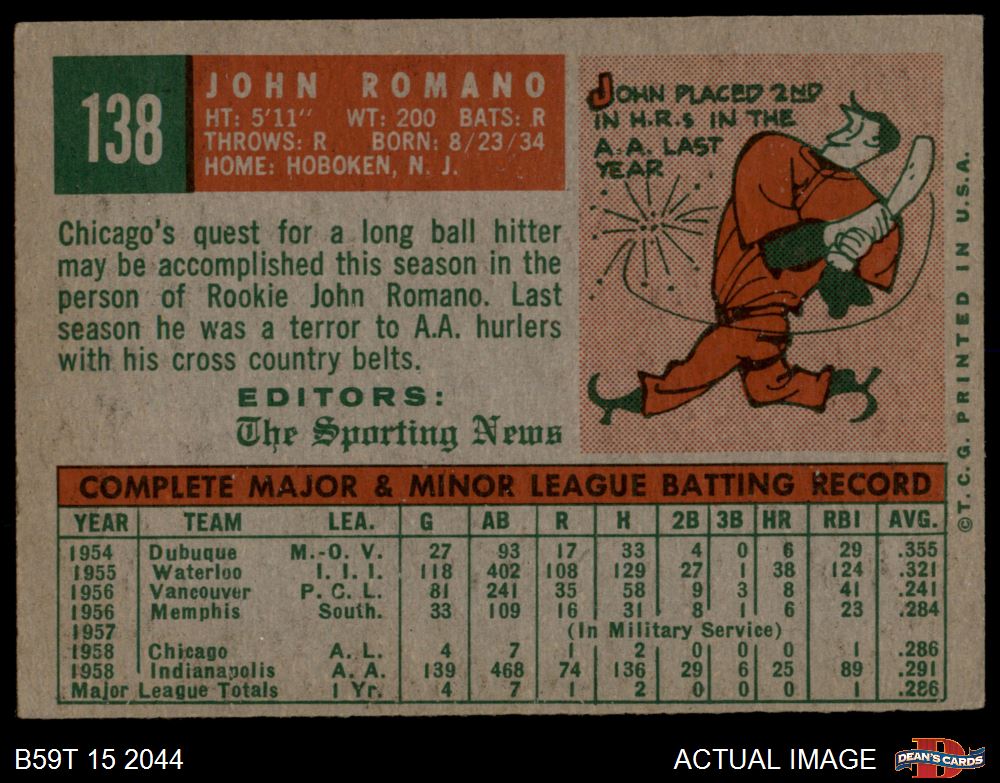 138
JOHN ROMANO
HT: 5'11" WT: 200 BATS: R
THROWS: R BORN: 8/23/34
HOME: HOBOKEN, N. J.
JOHN PLACED 2ND
IN H.R.s IN THE
A.A. LAST
YEAR
Chicago's quest for a long ball hitter
may be accomplished this season in the
person of Rookie John Romano. Last
season he was a terror to A.A. hurlers
with his cross country belts.
EDITORS:
The Sporting News
©T.C.G. PRINTED IN U.S.A.
COMPLETE MAJOR & MINOR LEAGUE BATTING RECORD
YEAR TEAM LEA. G AB R H 2B 3B HR RBI AVG.
1954 Dubuque M.-O. V. 27 93 17 33 4 0 6 29 .355
1955 Waterloo I. I. I. 118 402 108 129 27 1 38 124 .321
1956 Vancouver P. C. L. 81 241 35 58 9 3 8 41 .241
1956 Memphis South. 33 109 16 31 8 1 6 23 .284
1957 (In Military Service)
1958 Chicago A. L. 4 7 1 2 0 0 0 1 .286
1958 Indianapolis A. A. 139 468 74 136 29 6 25 89 .291
Major League Totals 1 Yr. 4 7 1 2 0 0 0 1 .286
B59T 15 2044
ACTUAL IMAGE
DEAN'S CARDS